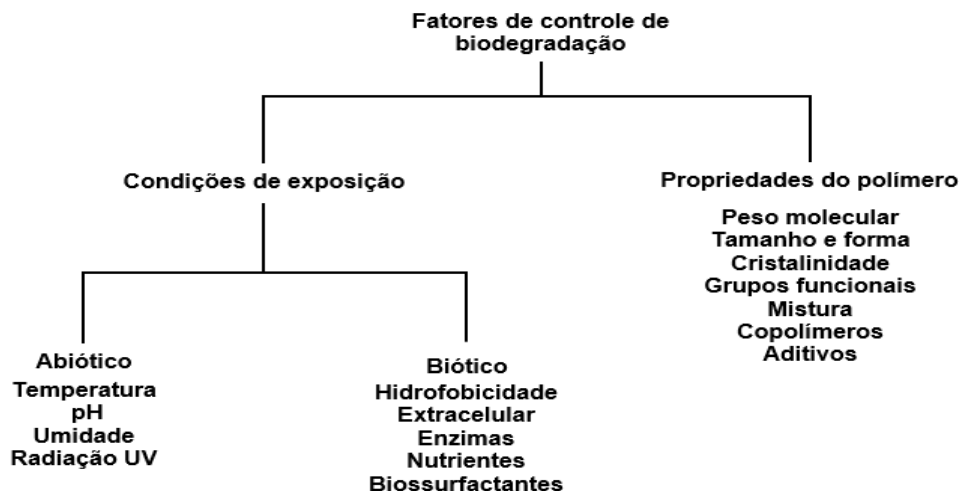 Fatores de controle de
biodegradação
Condições de exposição
Propriedades do polímero
Peso molecular
Tamanho e forma
Cristalinidade
Grupos funcionais
Mistura
Copolímeros
Aditivos
Abiótico
Temperatura
pH
Umidade
Radiação UV
Biótico
Hidrofobicidade
Extracelular
Enzimas
Nutrientes
Biossurfactantes